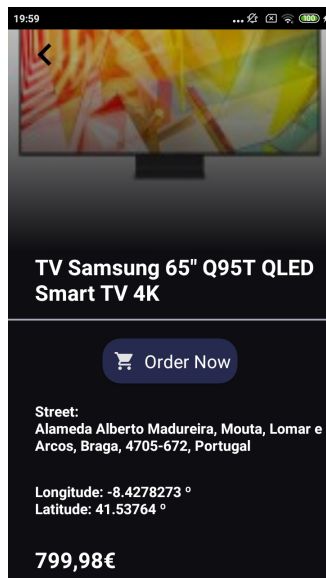 19:59
100
TV Samsung 65" Q95T QLED
Smart TV 4K
Order Now
Street:
Alameda Alberto Madureira, Mouta, Lomar e
Arcos, Braga, 4705-672, Portugal
Longitude: -8.4278273 º
Latitude: 41.53764 º
799,98€